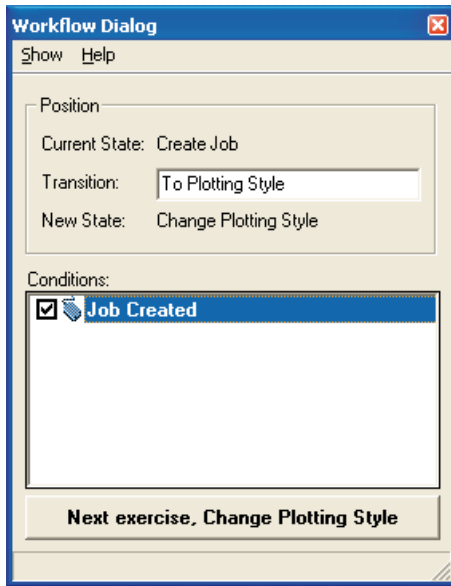 Workflow Dialog
Show Help
Position
Current State: Create Job
Transition: To Plotting Style
New State: Change Plotting Style
Conditions:
Job Created
Next exercise, Change Plotting Style